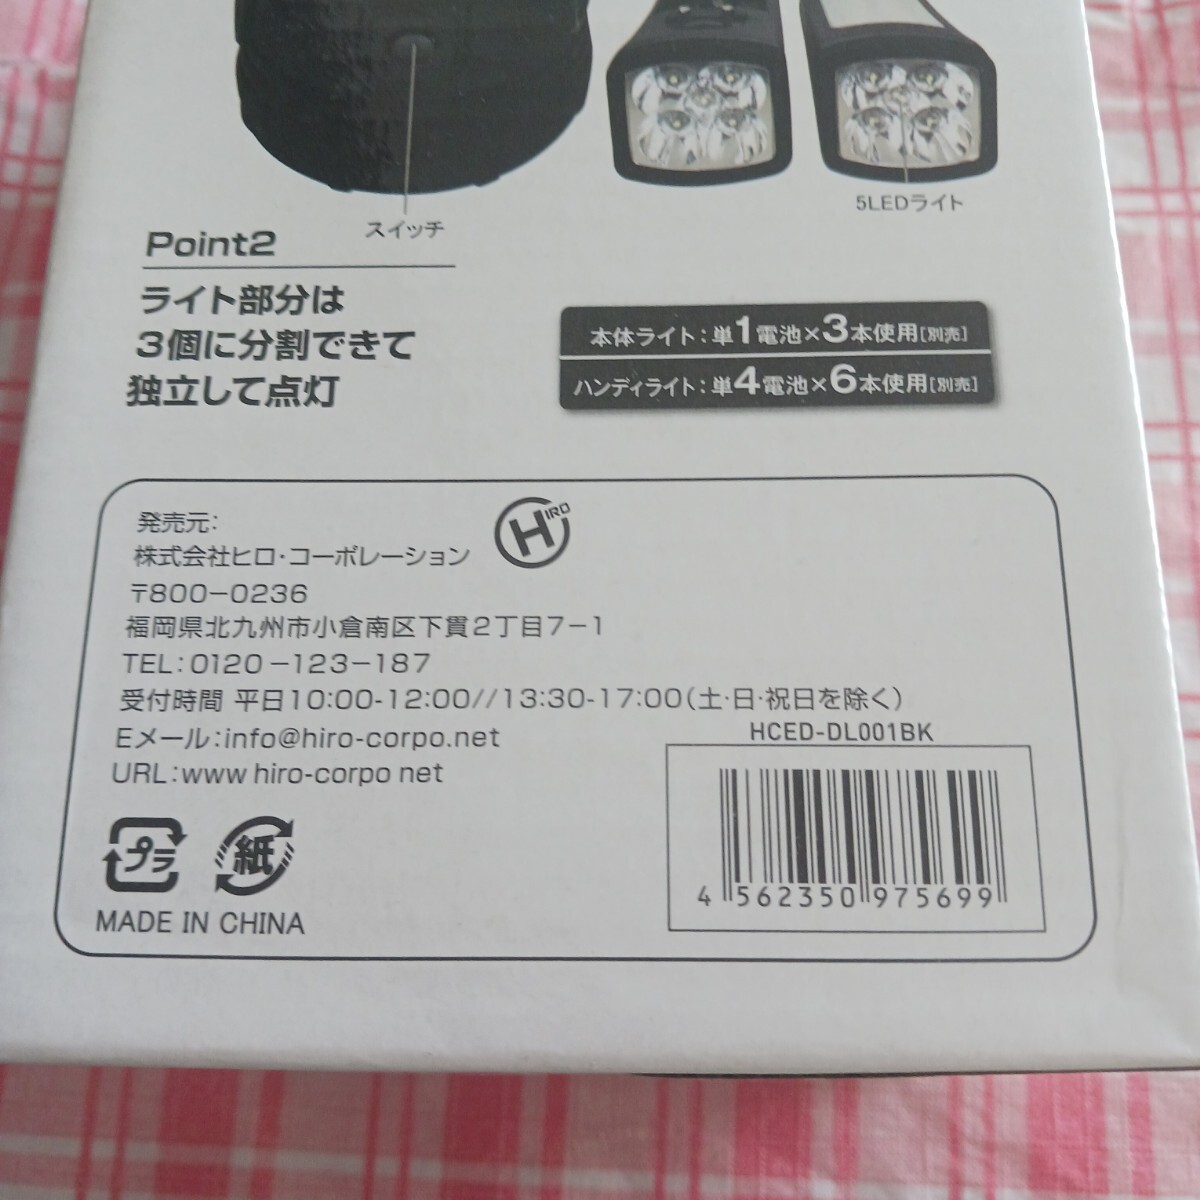 スイッチ
5LEDライト
Point2
ライト部分は
3個に分割できて
独立して点灯
本体ライト：単1電池×3本使用[別売]
ハンディライト：単4電池×6本使用[別売]
発売元：
株式会社ヒロ・コーポレーション
HIRO
〒800-0236
福岡県北九州市小倉南区下貫2丁目7-1
TEL：0120-123-187
受付時間 平日10:00-12:00//13:30-17:00（土・日・祝日を除く）
Eメール：info@hiro-corpo.net
URL：www hiro-corpo net
HCED-DL001BK
プラ 紙
MADE IN CHINA
4 562350 975699